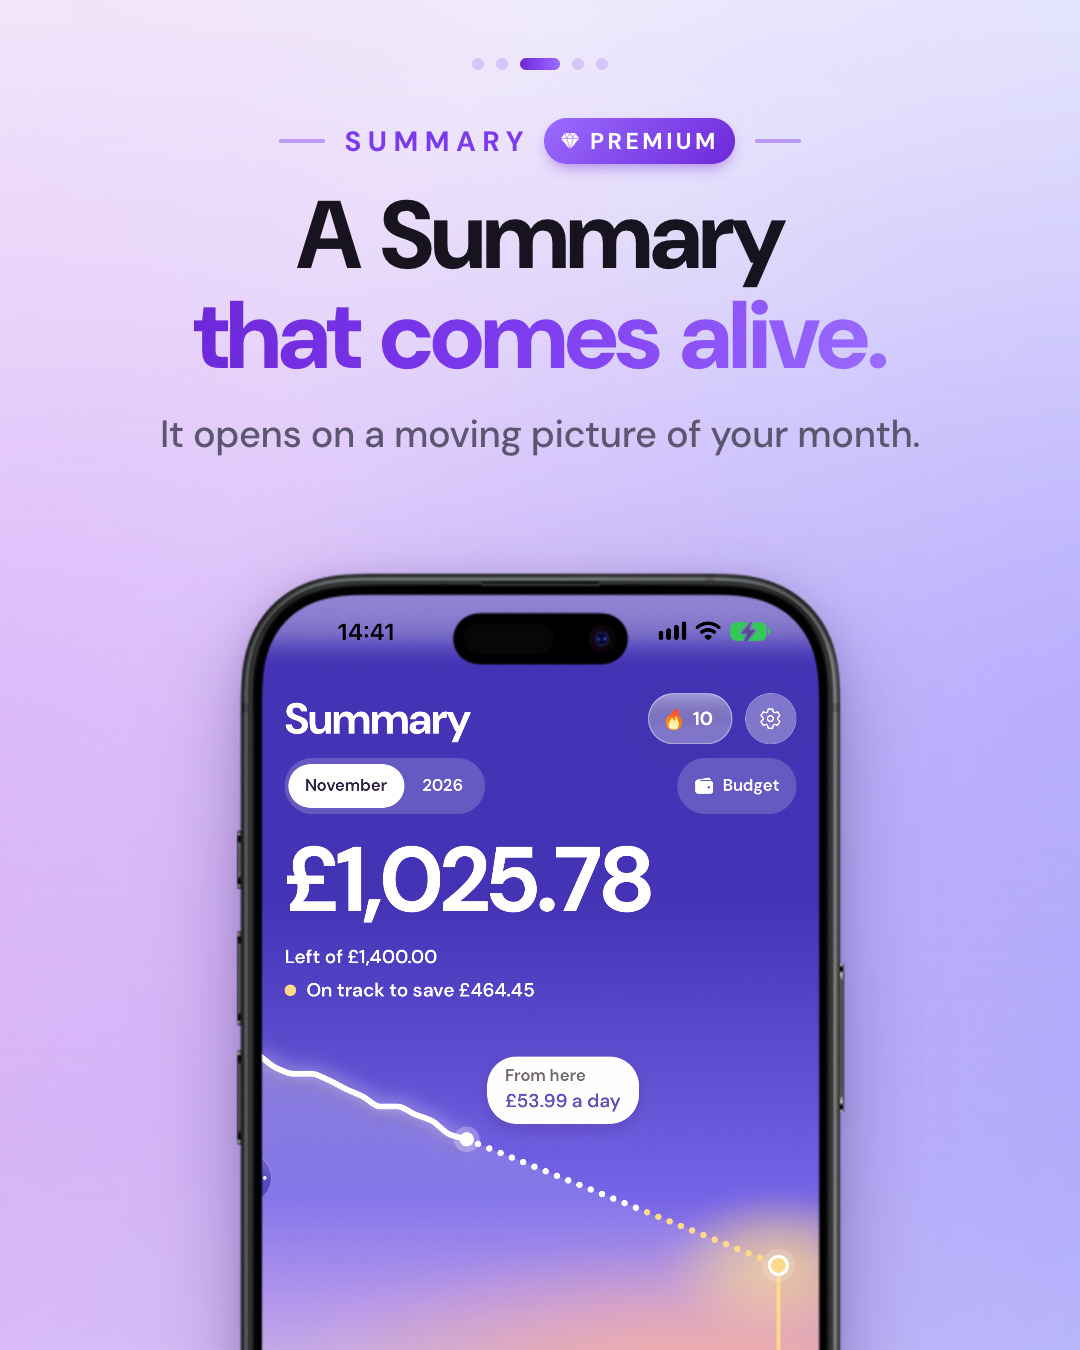 SUMMARY PREMIUM
A Summary
that comes alive.
It opens on a moving picture of your month.
14:41
Summary
🔥 10
November 2026
Budget
£1,025.78
Left of £1,400.00
On track to save £464.45
From here
£53.99 a day